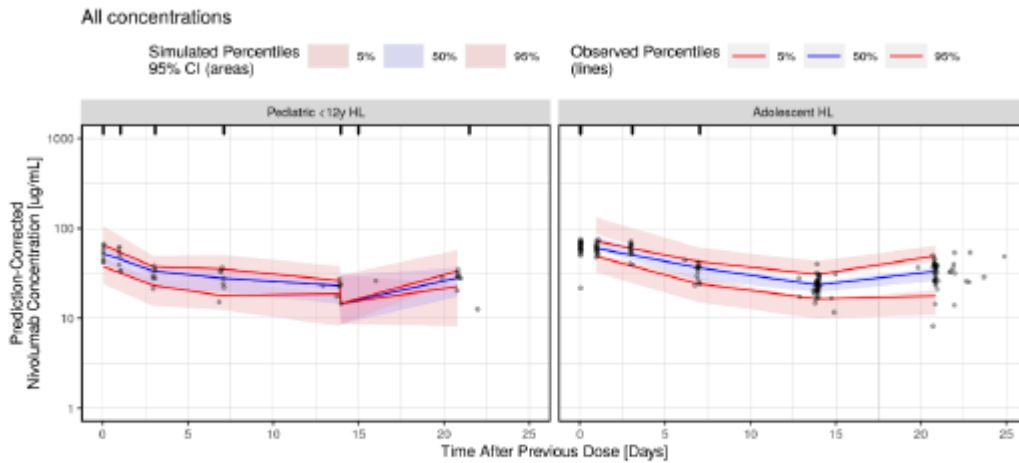 All concentrations
Simulated Percentiles
95% CI (areas)
5%
50%
95%
Observed Percentiles
(lines)
5%
50%
95%
Pediatric <12y HL
Adolescent HL
Prediction-Corrected
Nivolumab Concentration [ug/mL]
1000
100
10
1
0 5 10 15 20 25
0 5 10 15 20 25
Time After Previous Dose [Days]